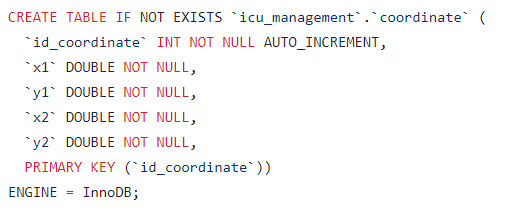 CREATE TABLE IF NOT EXISTS `icu_management`.`coordinate` (
  `id_coordinate` INT NOT NULL AUTO_INCREMENT,
  `x1` DOUBLE NOT NULL,
  `y1` DOUBLE NOT NULL,
  `x2` DOUBLE NOT NULL,
  `y2` DOUBLE NOT NULL,
  PRIMARY KEY (`id_coordinate`))
ENGINE = InnoDB;